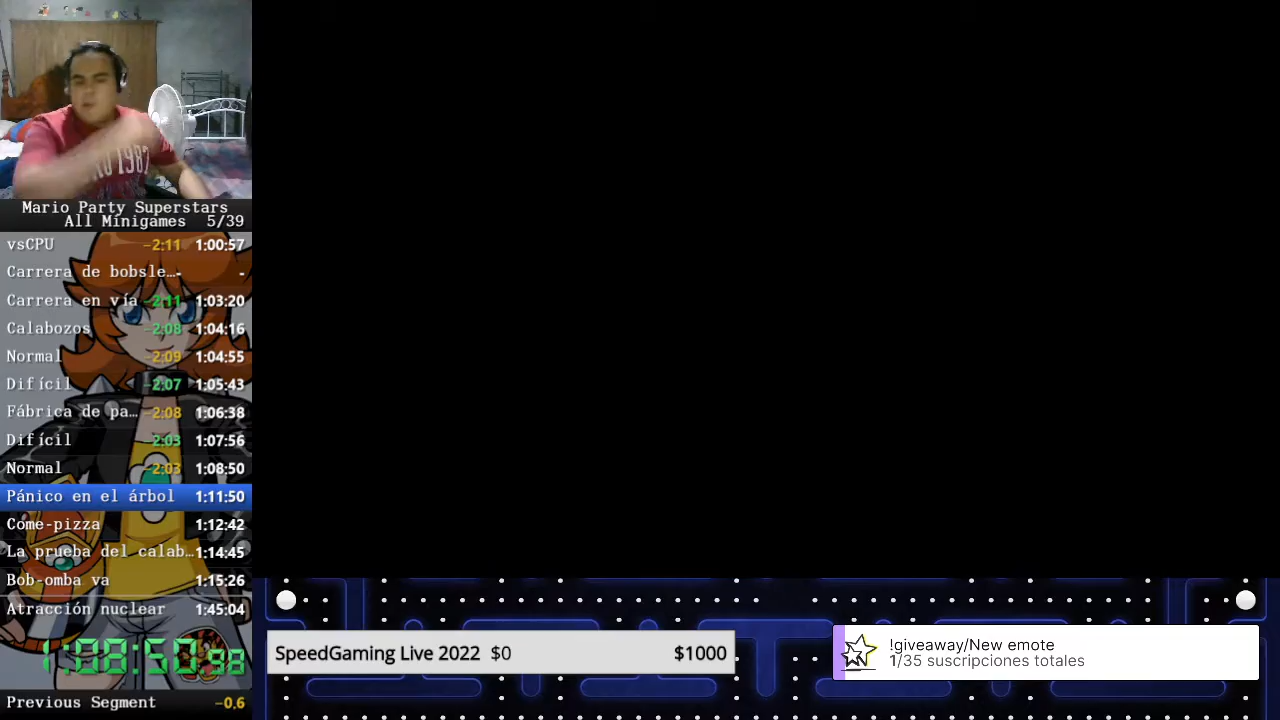 RO 1987
Mario Party Superstars
All Minigames 5/39
vsCPU -2:11 1:00:57
Carrera de bobsle…- -
Carrera en vía -2:11 1:03:20
Calabozos -2:08 1:04:16
Normal -2:09 1:04:55
Difícil -2:07 1:05:43
Fábrica de pa… -2:08 1:06:38
Difícil -2:03 1:07:56
Normal -2:03 1:08:50
Pánico en el árbol 1:11:50
Come-pizza 1:12:42
La prueba del calab…1:14:45
Bob-omba va 1:15:26
Atracción nuclear 1:45:04
1:08:50 98
Previous Segment -0.6
SpeedGaming Live 2022 $0 $1000
!giveaway/New emote
1/35 suscripciones totales